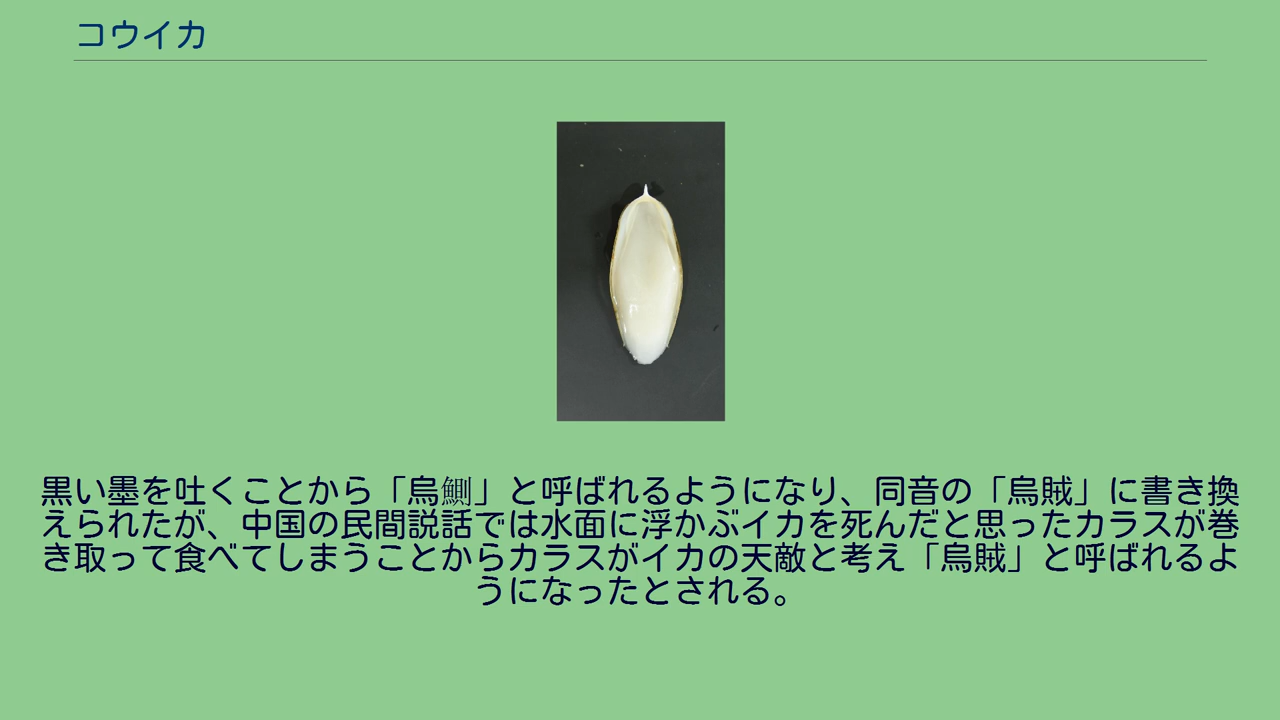 コウイカ
黒い墨を吐くことから「烏鰂」と呼ばれるようになり、同音の「烏賊」に書き換
えられたが、中国の民間説話では水面に浮かぶイカを死んだと思ったカラスが巻
き取って食べてしまうことからカラスがイカの天敵と考え「烏賊」と呼ばれるよ
うになったとされる。